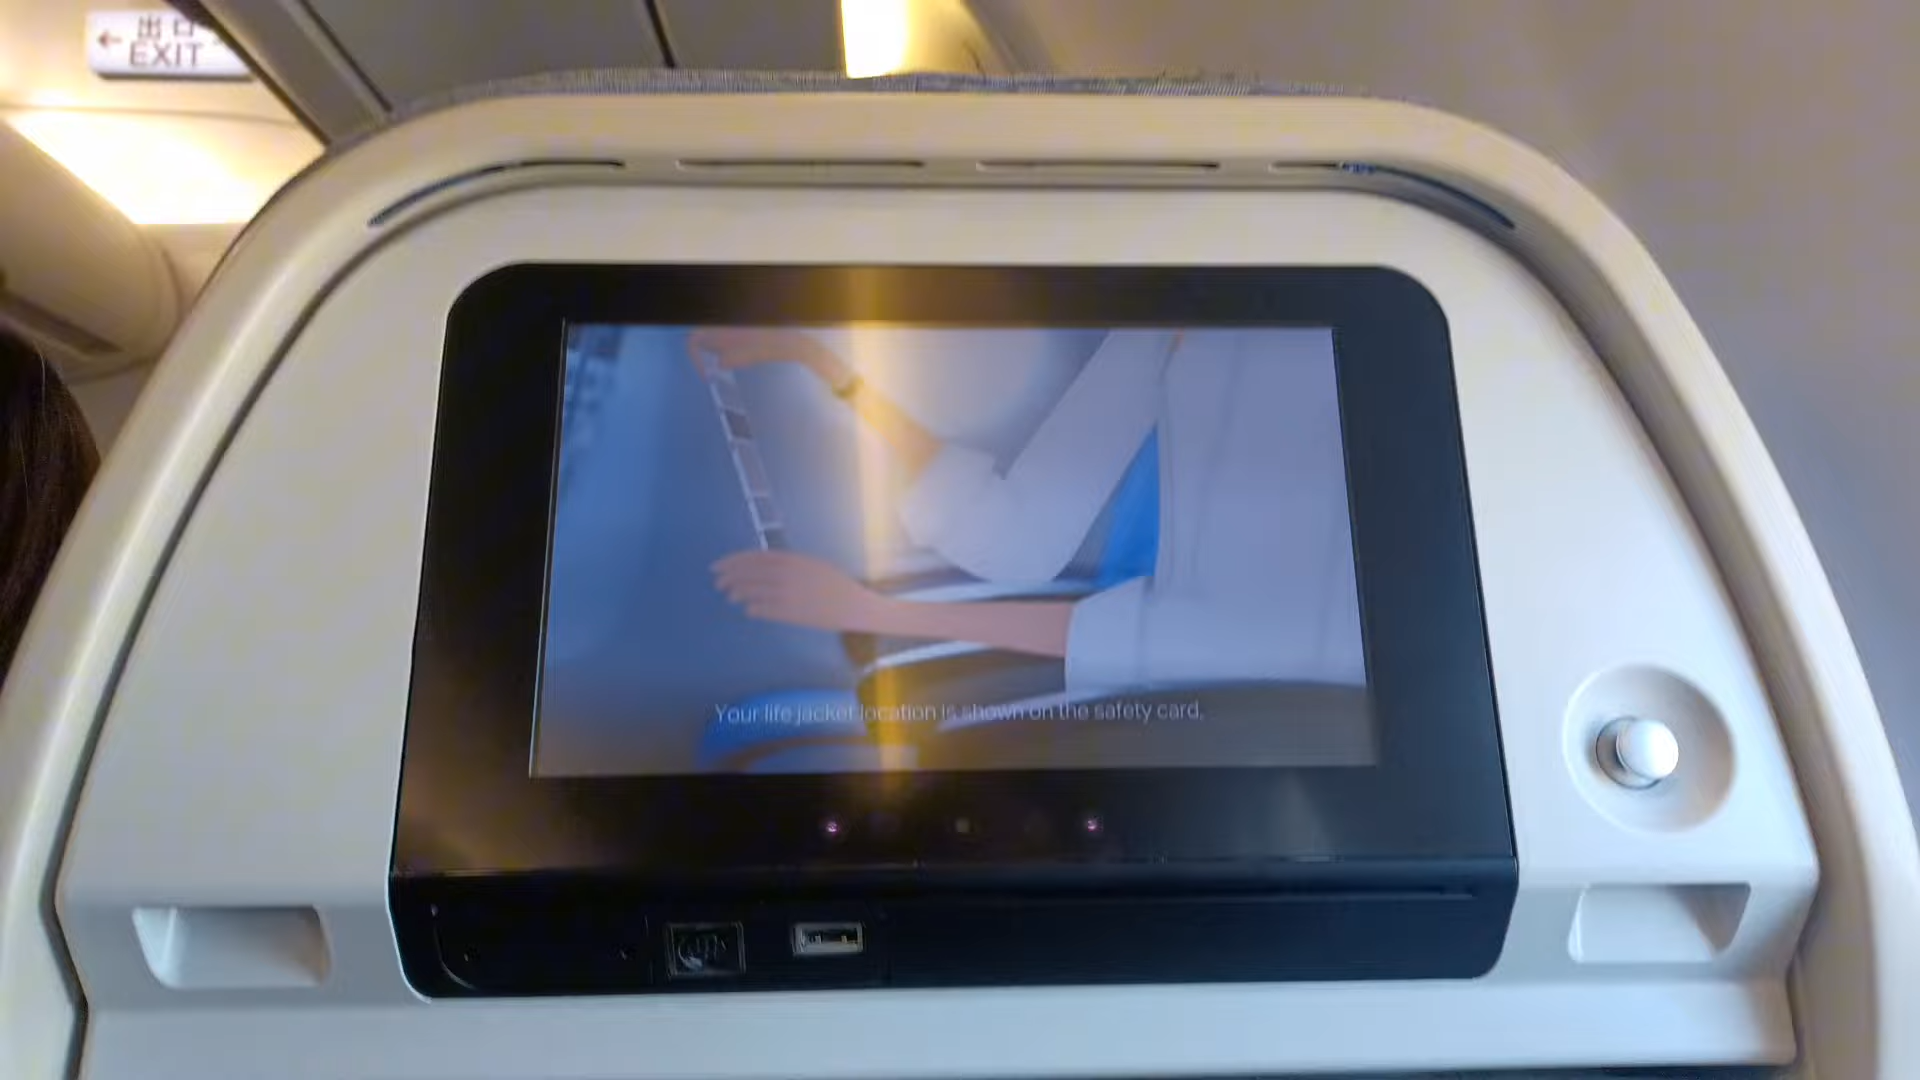 出口
EXIT
Your life jacket location is shown on the safety card.